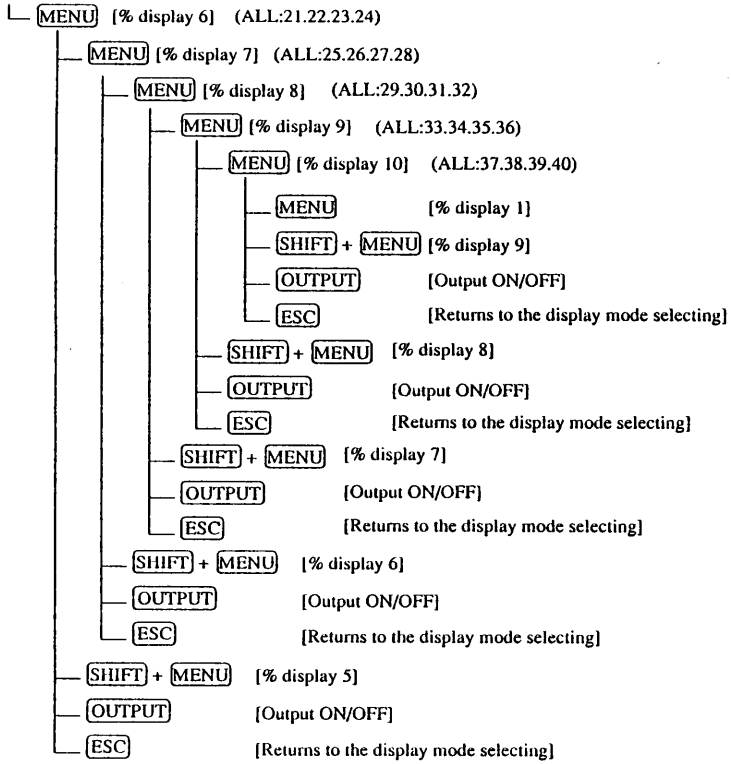 MENU [% display 6] (ALL:21.22.23.24)
MENU [% display 7] (ALL:25.26.27.28)
MENU [% display 8] (ALL:29.30.31.32)
MENU [% display 9] (ALL:33.34.35.36)
MENU [% display 10] (ALL:37.38.39.40)
MENU [% display 1]
SHIFT + MENU [% display 9]
OUTPUT [Output ON/OFF]
ESC [Returns to the display mode selecting]
SHIFT + MENU [% display 8]
OUTPUT [Output ON/OFF]
ESC [Returns to the display mode selecting]
SHIFT + MENU [% display 7]
OUTPUT [Output ON/OFF]
ESC [Returns to the display mode selecting]
SHIFT + MENU [% display 6]
OUTPUT [Output ON/OFF]
ESC [Returns to the display mode selecting]
SHIFT + MENU [% display 5]
OUTPUT [Output ON/OFF]
ESC [Returns to the display mode selecting]